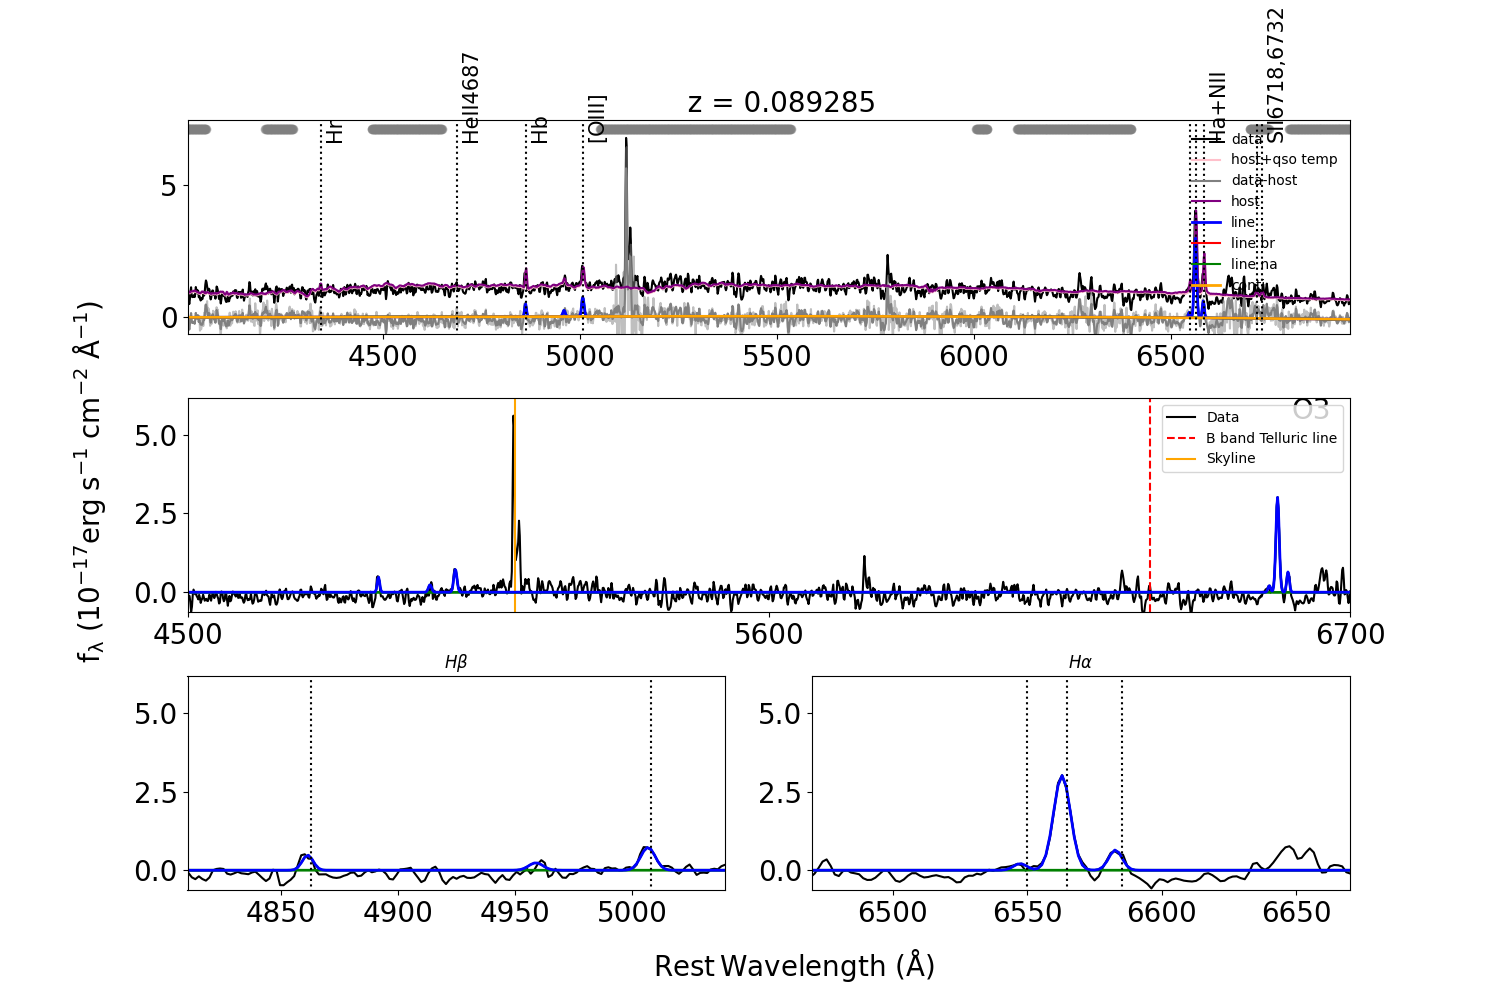 z = 0.089285
Hr
HeII4687
Hb
[OIII]
Ha+NII
SII6718,6732
data
host+qso temp
data-host
host
line
line br
line na
conti
5
0
4500 5000 5500 6000 6500
O3
Data
B band Telluric line
Skyline
5.0
2.5
0.0
4500 5600 6700
fλ (10⁻¹⁷erg s⁻¹ cm⁻² Å⁻¹)
Hβ
5.0
2.5
0.0
4850 4900 4950 5000
Hα
5.0
2.5
0.0
6500 6550 6600 6650
Rest Wavelength (Å)